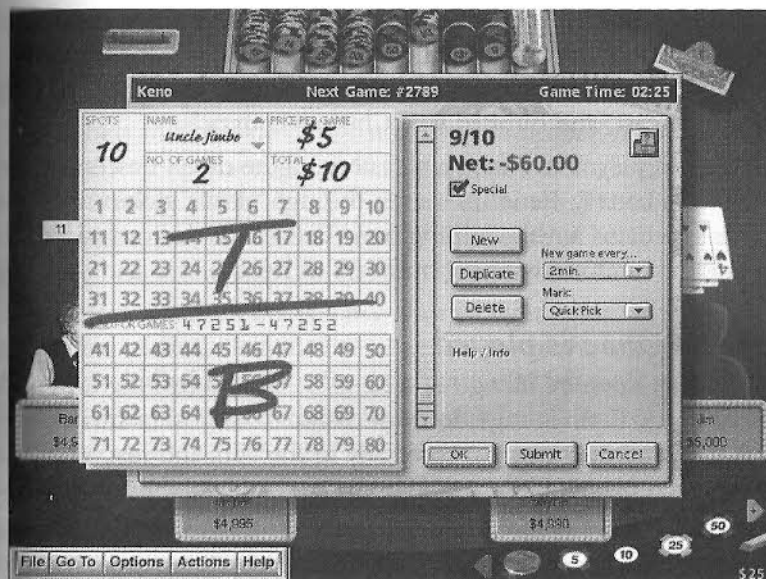 Keno Next Game: #2789 Game Time: 02:25
SPOTS
10
NAME
Uncle Jimbo
PRICE PER GAME
$5
NO. OF GAMES
2
TOTAL
$10
1 2 3 4 5 6 7 8 9 10
11 12 13 14 15 16 17 18 19 20
21 22 23 24 25 26 27 28 29 30
31 32 33 34 35 36 37 38 39 40
T
FOR GAMES 47251-47252
41 42 43 44 45 46 47 48 49 50
51 52 53 54 57 58 59 60
61 62 63 64 66 67 68 69 70
71 72 73 74 75 76 77 78 79 80
B
9/10
Net: -$60.00
Special
New
Duplicate
Delete
New game every...
2min.
Mark:
Quick Pick
Help / Info
OK Submit Cancel
11
Jim
$5,000
$4,995
$4,990
5 10 25 50
$25
File Go To Options Actions Help